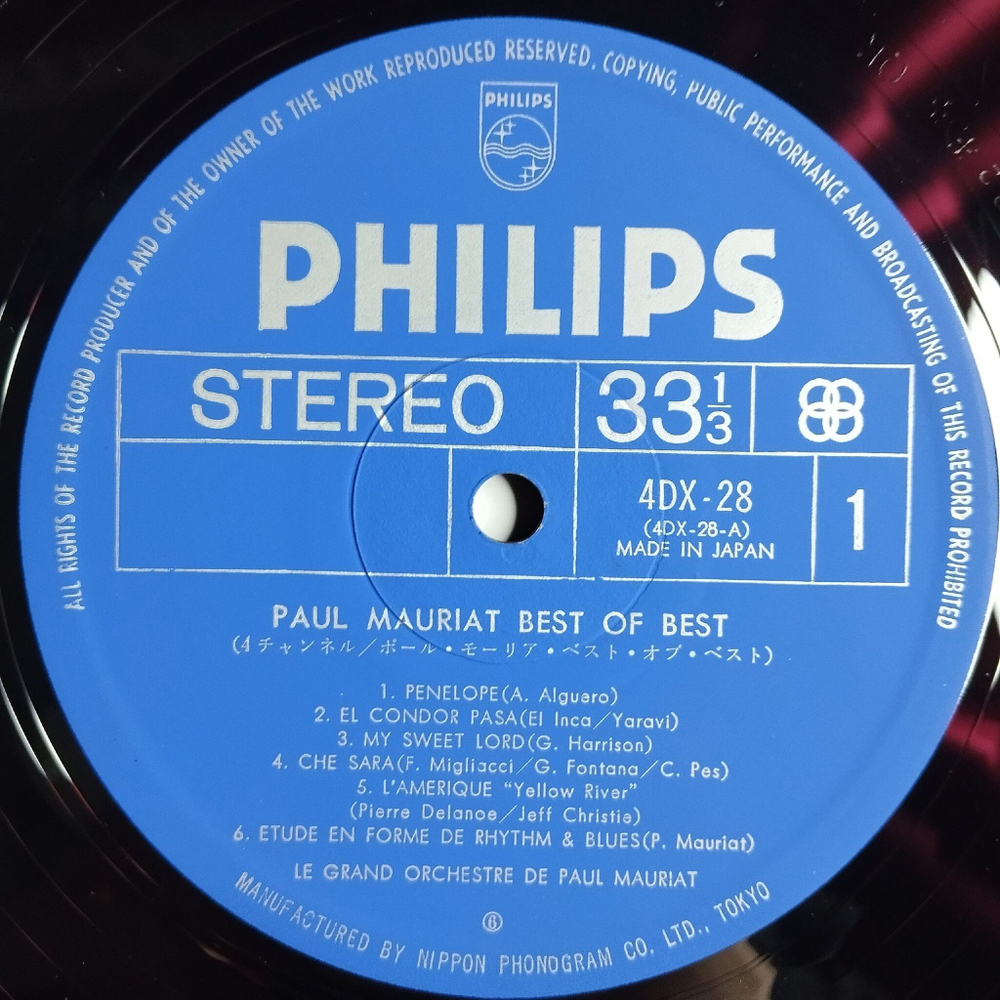 ALL RIGHTS OF THE RECORD PRODUCER AND OF THE OWNER OF THE WORK REPRODUCED RESERVED. COPYING, PUBLIC PERFORMANCE AND BROADCASTING OF THIS RECORD PROHIBITED
PHILIPS
PHILIPS
STEREO
33 1/3
4DX-28
(4DX-28-A)
MADE IN JAPAN
1
PAUL MAURIAT BEST OF BEST
(4チャンネル/ポール・モーリア・ベスト・オブ・ベスト)
1. PENELOPE(A. Alguero)
2. EL CONDOR PASA(El Inca/Yaravi)
3. MY SWEET LORD(G. Harrison)
4. CHE SARA(F. Migliacci/G. Fontana/C. Pes)
5. L'AMERIQUE "Yellow River"
(Pierre Delanoe/Jeff Christie)
6. ETUDE EN FORME DE RHYTHM & BLUES(P. Mauriat)
LE GRAND ORCHESTRE DE PAUL MAURIAT
⑥
MANUFACTURED BY NIPPON PHONOGRAM CO. LTD., TOKYO